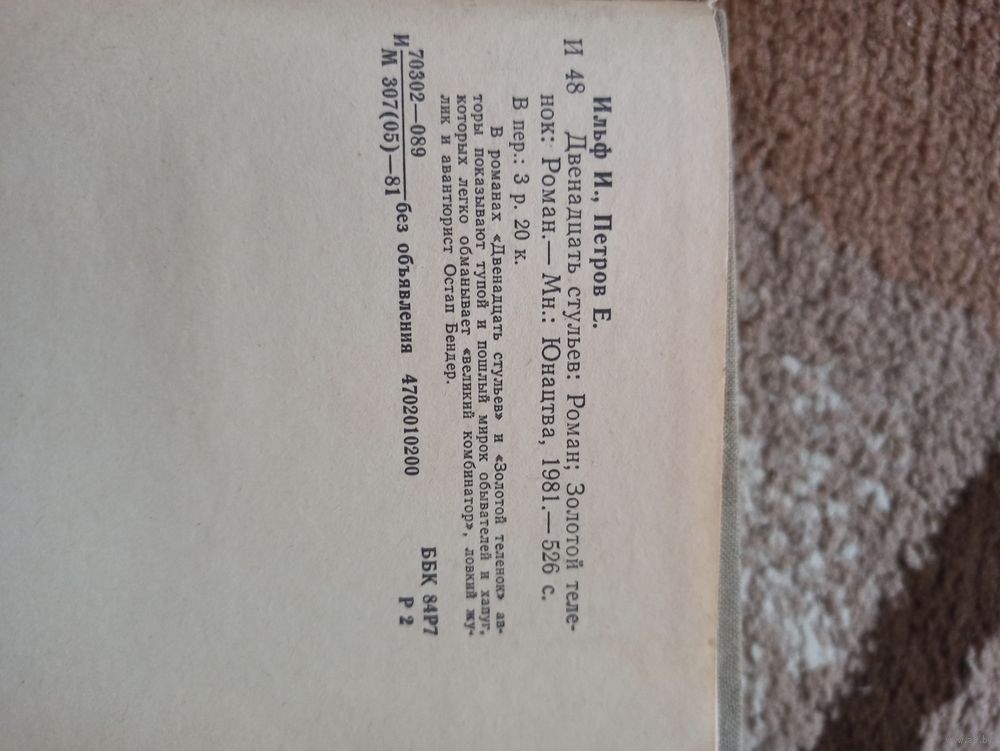 Ильф И., Петров Е.
И 48 Двенадцать стульев: Роман; Золотой теле-
нок: Роман.— Мн.: Юнацтва, 1981.— 526 с.
В пер.: 3 р. 20 к.
В романах «Двенадцать стульев» и «Золотой теленок» ав-
торы показывают тупой и пошлый мирок обывателей и хапуг,
которых легко обманывает «великий комбинатор», ловкий жу-
лик и авантюрист Остап Бендер.
И 70302—089
М 307(05)—81 без объявления 4702010200
ББК 84Р7
Р 2